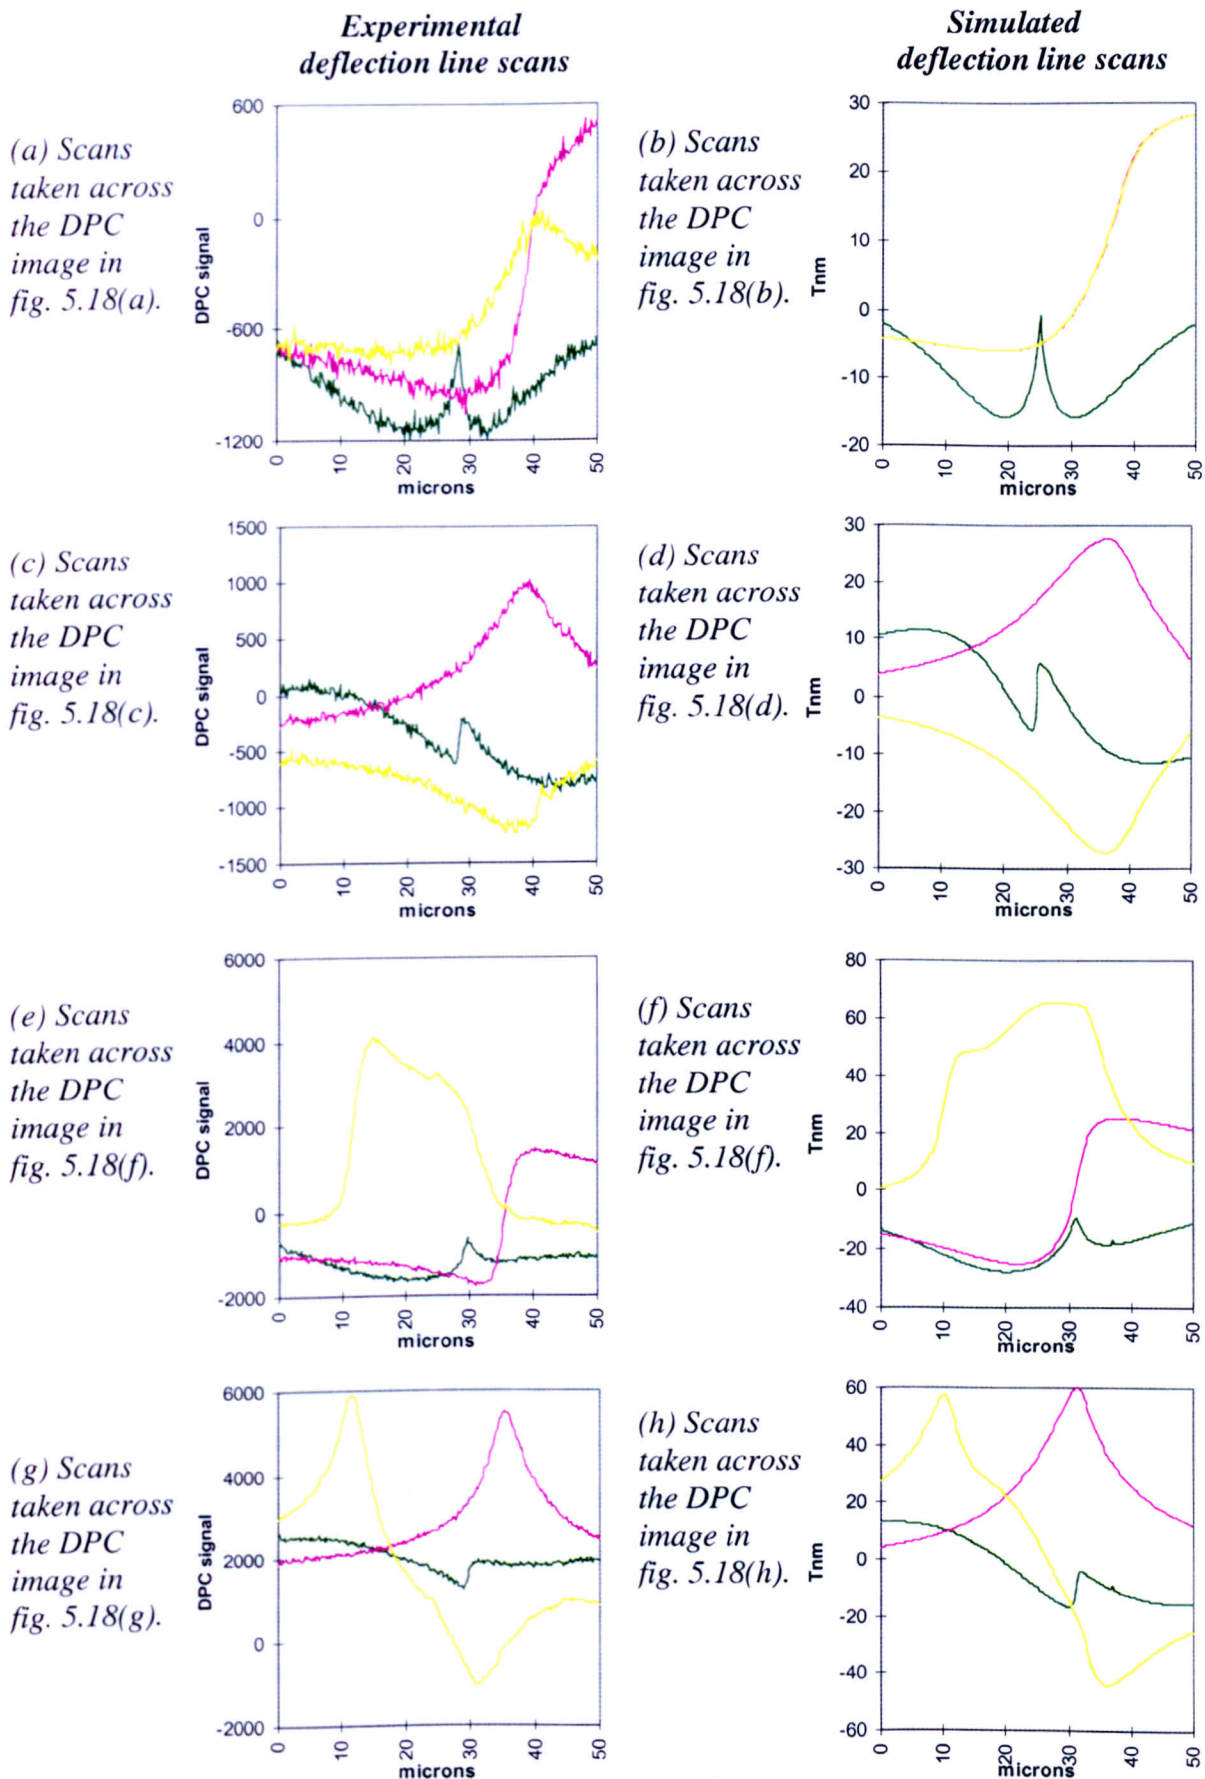 Experimental
deflection line scans
Simulated
deflection line scans
(a) Scans
taken across
the DPC
image in
fig. 5.18(a).
600
0
-600
-1200
DPC signal
0
10
20
30
40
50
microns
(b) Scans
taken across
the DPC
image in
fig. 5.18(b).
30
20
10
0
-10
-20
Tnm
0
10
20
30
40
50
microns
(c) Scans
taken across
the DPC
image in
fig. 5.18(c).
1500
1000
500
0
-500
-1000
-1500
DPC signal
0
10
20
30
40
50
microns
(d) Scans
taken across
the DPC
image in
fig. 5.18(d).
30
20
10
0
-10
-20
-30
Tnm
0
10
20
30
40
50
microns
(e) Scans
taken across
the DPC
image in
fig. 5.18(f).
6000
4000
2000
0
-2000
DPC signal
0
10
20
30
40
50
microns
(f) Scans
taken across
the DPC
image in
fig. 5.18(f).
80
60
40
20
0
-20
-40
Tnm
0
10
20
30
40
50
microns
(g) Scans
taken across
the DPC
image in
fig. 5.18(g).
6000
4000
2000
0
-2000
DPC signal
0
10
20
30
40
50
microns
(h) Scans
taken across
the DPC
image in
fig. 5.18(h).
60
40
20
0
-20
-40
-60
Tnm
0
10
20
30
40
50
microns